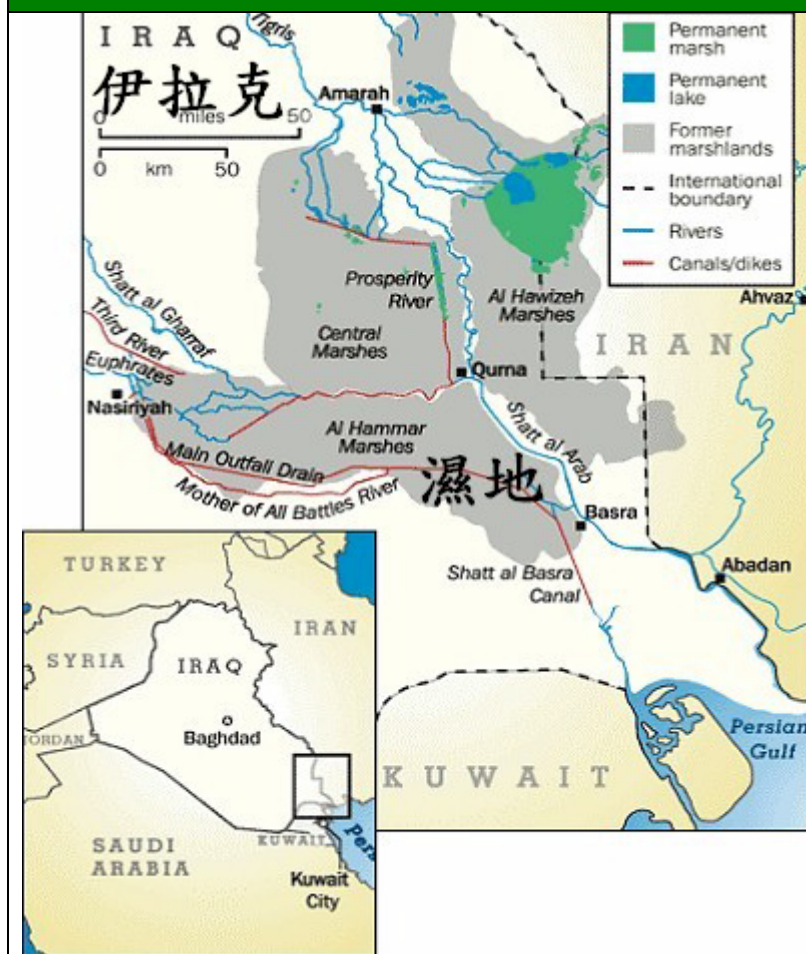 IRAQ
伊拉克
0 miles 50
0 km 50
Tigris
Amarah
Permanent
marsh
Permanent
lake
Former
marshlands
International
boundary
Rivers
Canals/dikes
Prosperity
River
Central
Marshes
Al Hawizeh
Marshes
Ahvaz
IRAN
Shatt al Gharraf
Third River
Euphrates
Nasiriyah
Qurna
Al Hammar
Marshes
Shatt al Arab
Main Outfall Drain
濕地
Mother of All Battles River
Basra
Shatt al Basra
Canal
Abadan
Persian
Gulf
KUWAIT
TURKEY
IRAN
SYRIA
IRAQ
Baghdad
JORDAN
SAUDI
ARABIA
KUWAIT
Pers
Kuwait
City